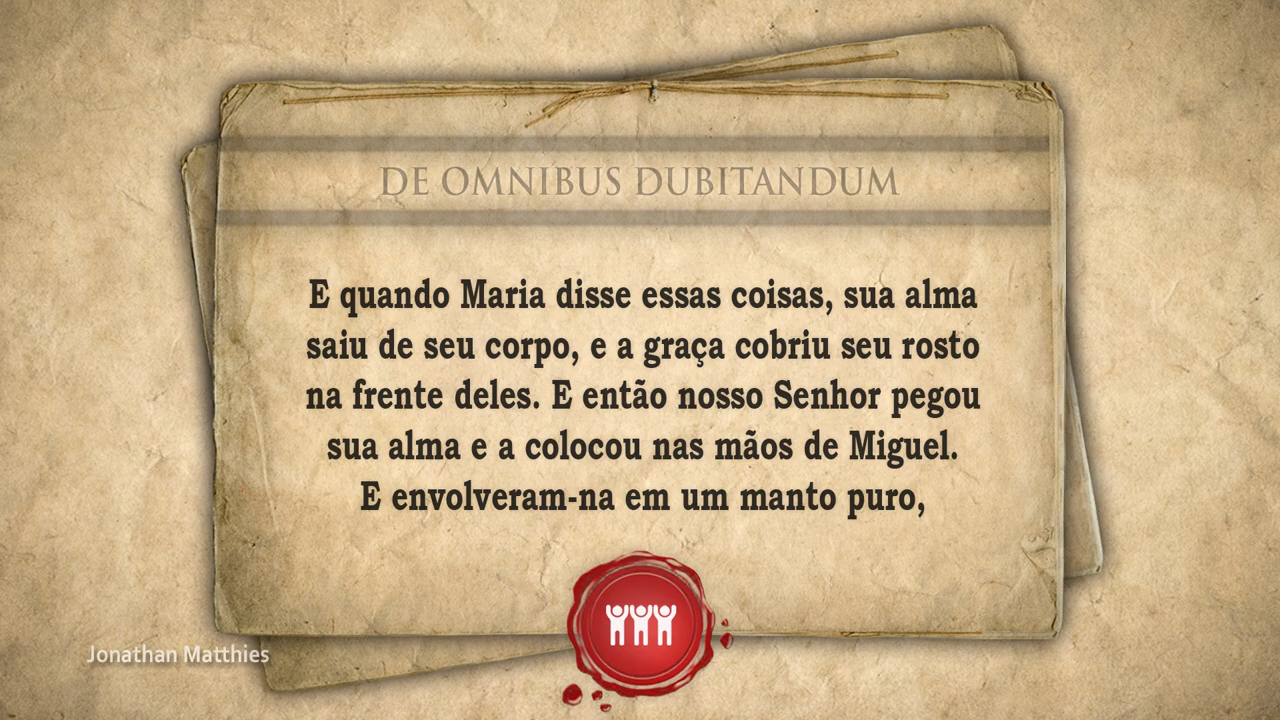 DE OMNIBUS DUBITANDUM
E quando Maria disse essas coisas, sua alma
saiu de seu corpo, e a graça cobriu seu rosto
na frente deles. E então nosso Senhor pegou
sua alma e a colocou nas mãos de Miguel.
E envolveram-na em um manto puro,
Jonathan Matthies